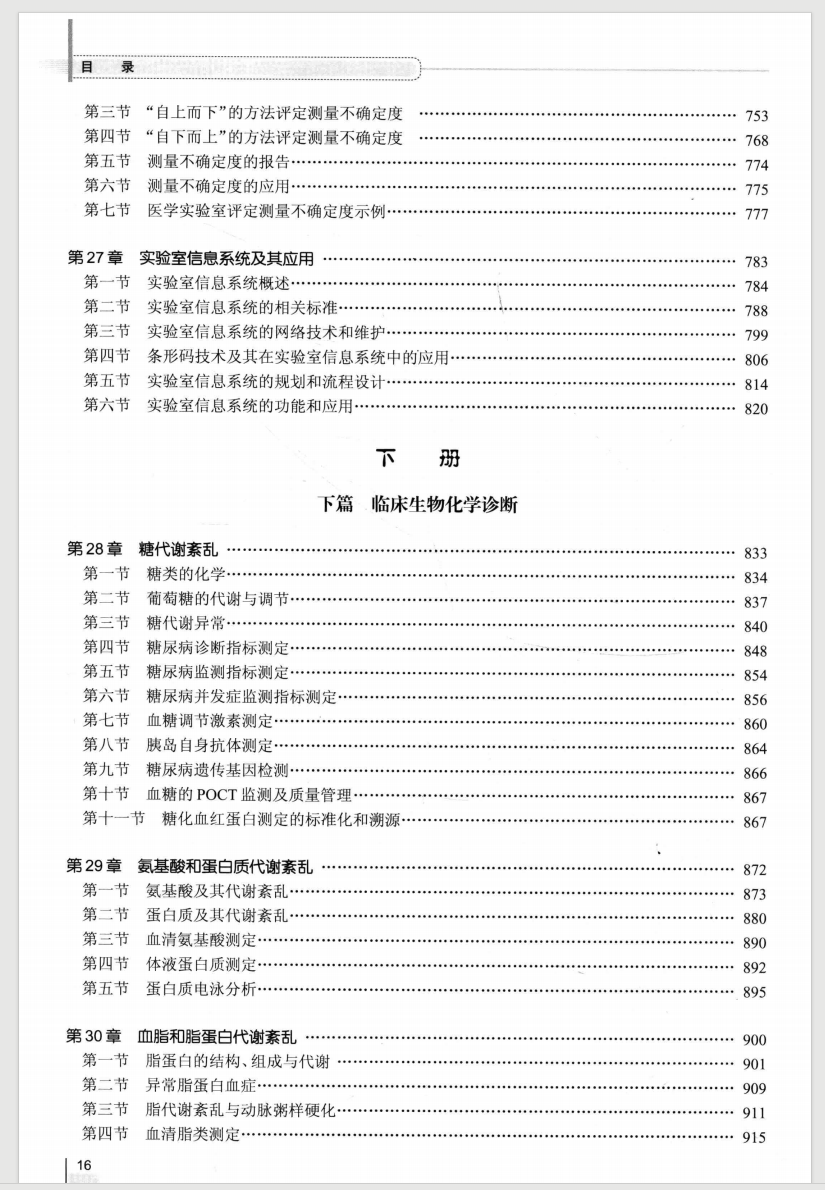 目 录
第三节 “自上而下”的方法评定测量不确定度 …… 753
第四节 “自下而上”的方法评定测量不确定度 …… 768
第五节 测量不确定度的报告 …… 774
第六节 测量不确定度的应用 …… 775
第七节 医学实验室评定测量不确定度示例 …… 777
第27章 实验室信息系统及其应用 …… 783
第一节 实验室信息系统概述 …… 784
第二节 实验室信息系统的相关标准 …… 788
第三节 实验室信息系统的网络技术和维护 …… 799
第四节 条形码技术及其在实验室信息系统中的应用 …… 806
第五节 实验室信息系统的规划和流程设计 …… 814
第六节 实验室信息系统的功能和应用 …… 820
下 册
下篇 临床生物化学诊断
第28章 糖代谢紊乱 …… 833
第一节 糖类的化学 …… 834
第二节 葡萄糖的代谢与调节 …… 837
第三节 糖代谢异常 …… 840
第四节 糖尿病诊断指标测定 …… 848
第五节 糖尿病监测指标测定 …… 854
第六节 糖尿病并发症监测指标测定 …… 856
第七节 血糖调节激素测定 …… 860
第八节 胰岛自身抗体测定 …… 864
第九节 糖尿病遗传基因检测 …… 866
第十节 血糖的 POCT 监测及质量管理 …… 867
第十一节 糖化血红蛋白测定的标准化和溯源 …… 867
第29章 氨基酸和蛋白质代谢紊乱 …… 872
第一节 氨基酸及其代谢紊乱 …… 873
第二节 蛋白质及其代谢紊乱 …… 880
第三节 血清氨基酸测定 …… 890
第四节 体液蛋白质测定 …… 892
第五节 蛋白质电泳分析 …… 895
第30章 血脂和脂蛋白代谢紊乱 …… 900
第一节 脂蛋白的结构、组成与代谢 …… 901
第二节 异常脂蛋白血症 …… 909
第三节 脂代谢紊乱与动脉粥样硬化 …… 911
第四节 血清脂类测定 …… 915
16